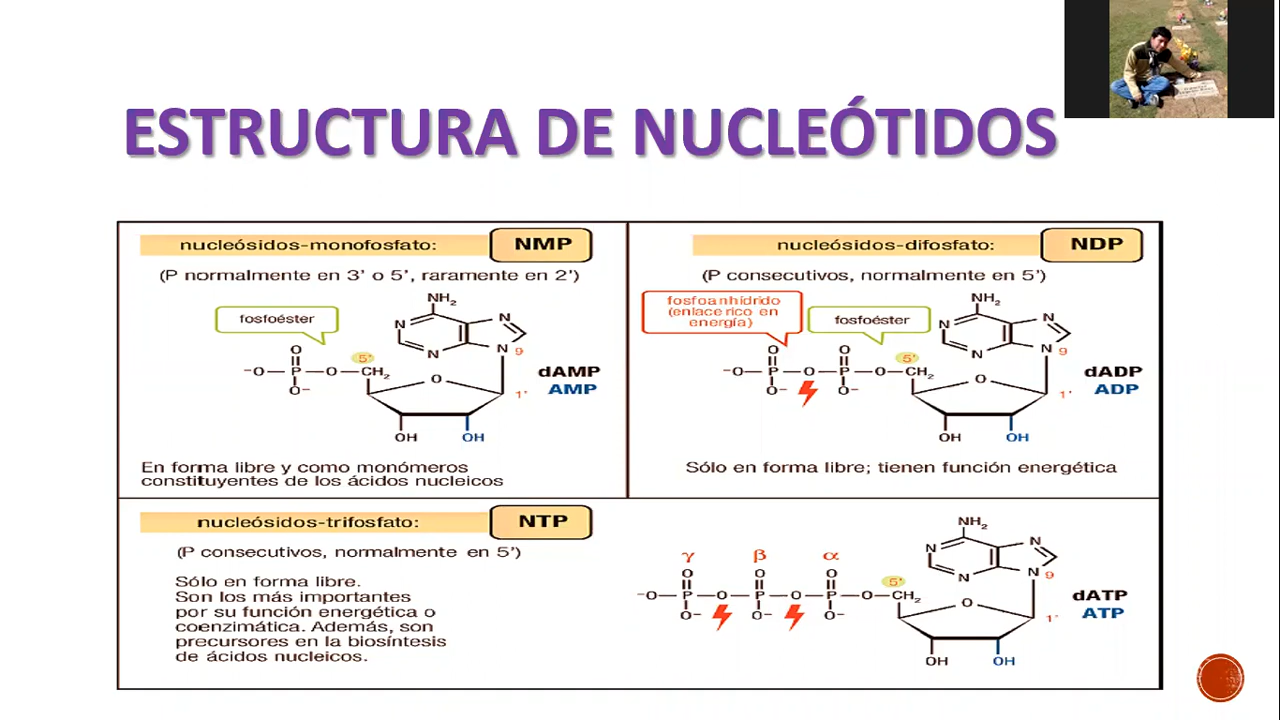 ESTRUCTURA DE NUCLEÓTIDOS
nucleósidos-monofosfato: NMP
(P normalmente en 3’ o 5’, raramente en 2’)
fosfoéster
NH₂
N
N
N
N 9
O
⁻O—P—O—CH₂
5’
O⁻
O
1’
OH
OH
dAMP
AMP
En forma libre y como monómeros
constituyentes de los ácidos nucleicos
nucleósidos-difosfato: NDP
(P consecutivos, normalmente en 5’)
fosfoanhídrido
(enlace rico en
energía)
fosfoéster
NH₂
N
N
N
N 9
O
O
⁻O—P—O—P—O—CH₂
5’
O⁻
O⁻
O
1’
OH
OH
dADP
ADP
Sólo en forma libre; tienen función energética
nucleósidos-trifosfato: NTP
(P consecutivos, normalmente en 5’)
Sólo en forma libre.
Son los más importantes
por su función energética o
coenzimática. Además, son
precursores en la biosíntesis
de ácidos nucleicos.
γ β α
NH₂
N
N
N
N 9
O
O
O
⁻O—P—O—P—O—P—O—CH₂
5’
O⁻
O⁻
O⁻
O
1’
OH
OH
dATP
ATP